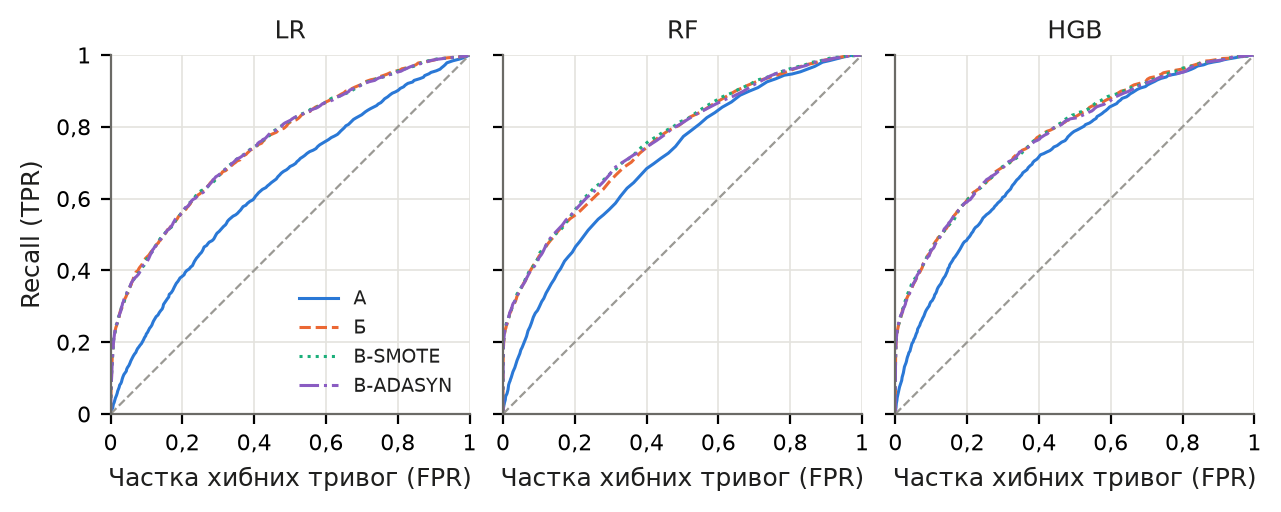 LR
RF
HGB
Recall (TPR)
1
0.8
0.6
0,4
0,2
0
А
Б
В-SMOTE
В-ADASYN
0 0,2 0,4 0,6 0,8 1
0 0,2 0,4 0,6 0,8 1
0 0,2 0,4 0,6 0,8 1
Частка хибних тривог (FPR)
Частка хибних тривог (FPR)
Частка хибних тривог (FPR)